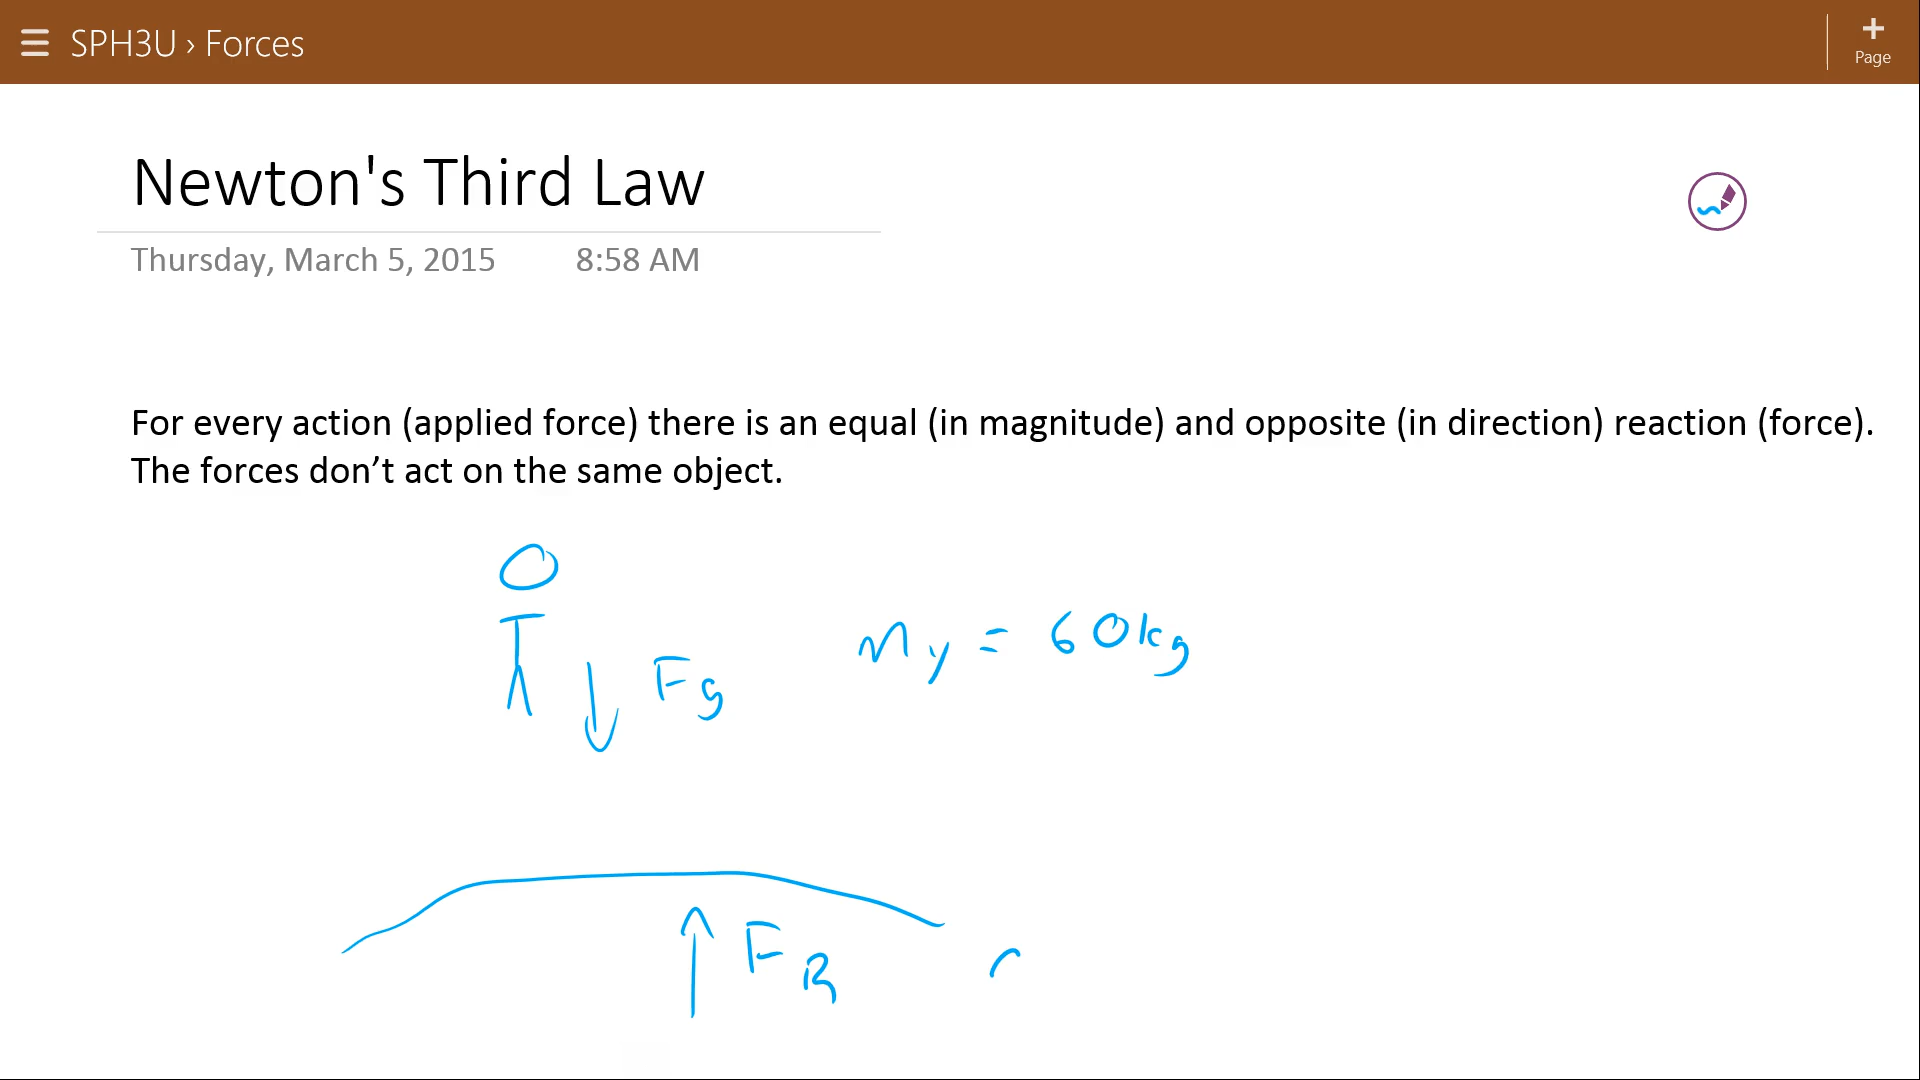 SPH3U › Forces
+
Page
Newton's Third Law
Thursday, March 5, 2015 8:58 AM
For every action (applied force) there is an equal (in magnitude) and opposite (in direction) reaction (force).
The forces don’t act on the same object.
my = 60kg
Fg
FR